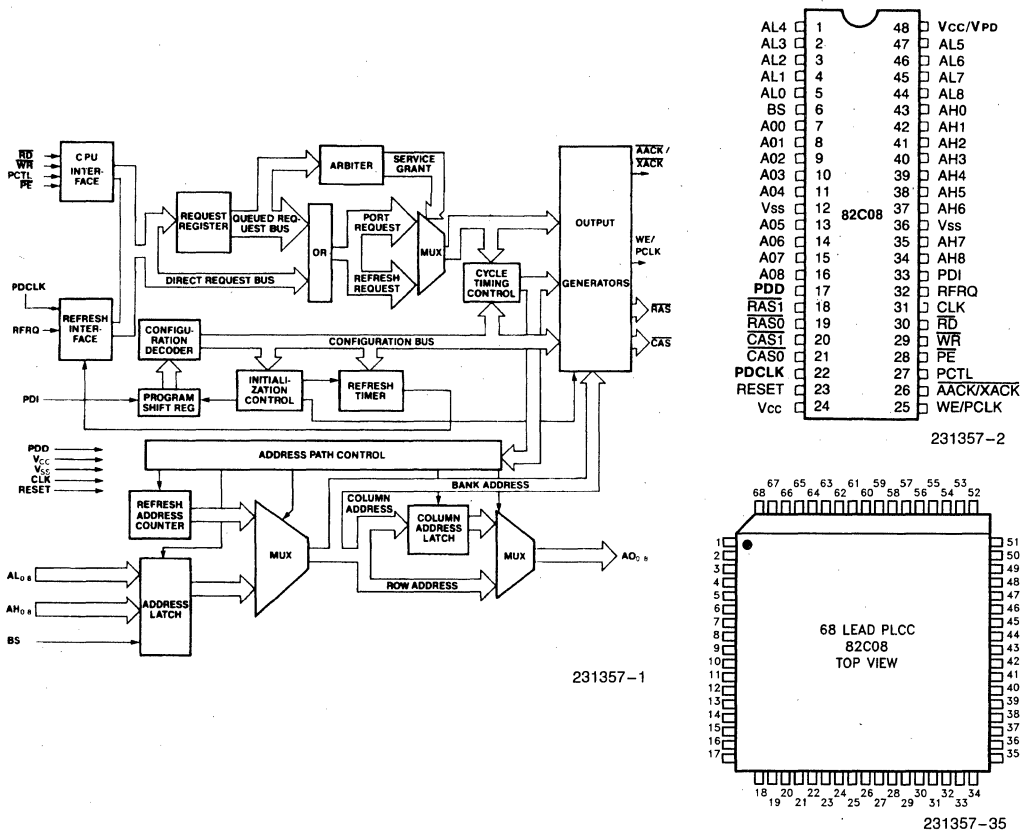 RD
WR
PCTL
PE
CPU
INTER-
FACE
PDCLK
RFRQ
REFRESH
INTER-
FACE
REQUEST
REGISTER
QUEUED REQ-
UEST BUS
DIRECT REQUEST BUS
ARBITER
SERVICE
GRANT
OR
PORT
REQUEST
REFRESH
REQUEST
MUX
CYCLE
TIMING
CONTROL
OUTPUT
GENERATORS
AACK /
XACK
WE/
PCLK
RAS
CAS
CONFIGU-
RATION
DECODER
CONFIGURATION BUS
PDI
PROGRAM
SHIFT REG
INITIALI-
ZATION
CONTROL
REFRESH
TIMER
PDD
VCC
VSS
CLK
RESET
ADDRESS PATH CONTROL
BANK ADDRESS
REFRESH
ADDRESS
COUNTER
MUX
COLUMN
ADDRESS
COLUMN
ADDRESS
LATCH
MUX
AO0 8
ROW ADDRESS
AL0 8
AH0 8
BS
ADDRESS
LATCH
231357-1
AL4 1 48 VCC/VPD
AL3 2 47 AL5
AL2 3 46 AL6
AL1 4 45 AL7
AL0 5 44 AL8
BS 6 43 AH0
A00 7 42 AH1
A01 8 41 AH2
A02 9 40 AH3
A03 10 39 AH4
A04 11 38 AH5
Vss 12 82C08 37 AH6
A05 13 36 Vss
A06 14 35 AH7
A07 15 34 AH8
A08 16 33 PDI
PDD 17 32 RFRQ
RAS1 18 31 CLK
RAS0 19 30 RD
CAS1 20 29 WR
CAS0 21 28 PE
PDCLK 22 27 PCTL
RESET 23 26 AACK/XACK
Vcc 24 25 WE/PCLK
231357-2
67 65 63 61 59 57 55 53
68 66 64 62 60 58 56 54 52
1 51
2 50
3 49
4 48
5 47
6 46
7 45
8 44
9 43
10 42
11 41
12 40
13 39
14 38
15 37
16 36
17 35
68 LEAD PLCC
82C08
TOP VIEW
18 20 22 24 26 28 30 32 34
19 21 23 25 27 29 31 33
231357-35